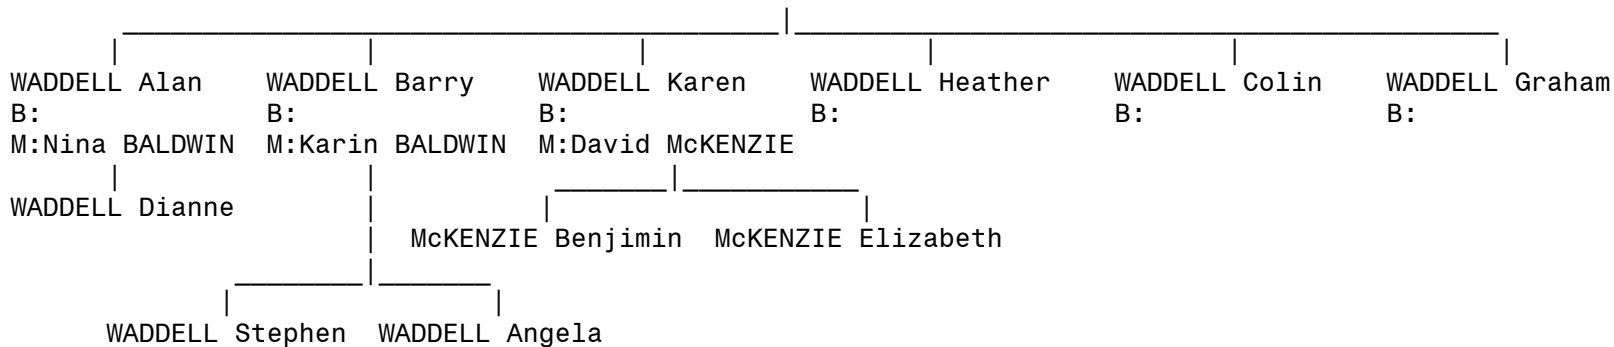 WADDELL Alan WADDELL Barry WADDELL Karen WADDELL Heather WADDELL Colin WADDELL Graham
B: B: B: B: B: B:
M:Nina BALDWIN M:Karin BALDWIN M:David McKENZIE
WADDELL Dianne
McKENZIE Benjimin McKENZIE Elizabeth
WADDELL Stephen WADDELL Angela